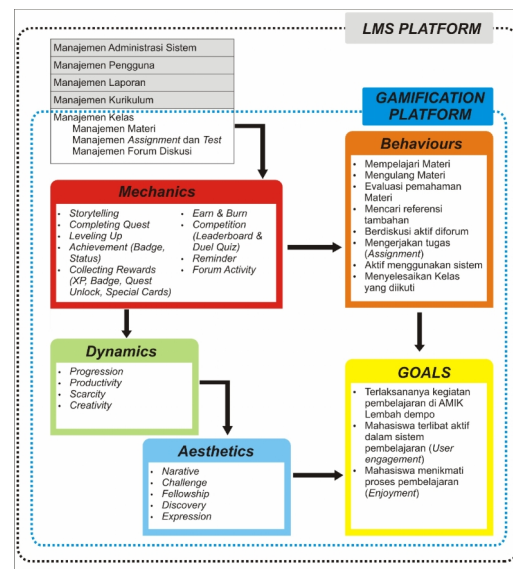 LMS PLATFORM
Manajemen Administrasi Sistem
Manajemen Pengguna
Manajemen Laporan
Manajemen Kurikulum
Manajemen Kelas
Manajemen Materi
Manajemen Assignment dan Test
Manajemen Forum Diskusi
GAMIFICATION
PLATFORM
Mechanics
• Storytelling
• Completing Quest
• Leveling Up
• Achievement (Badge,
Status)
• Collecting Rewards
(XP, Badge, Quest
Unlock, Special Cards)
• Earn & Burn
• Competition
(Leaderboard &
Duel Quiz)
• Reminder
• Forum Activity
Behaviours
• Mempelajari Materi
• Mengulang Materi
• Evaluasi pemahaman
Materi
• Mencari referensi
tambahan
• Berdiskusi aktif diforum
• Mengerjakan tugas
(Assignment)
• Aktif menggunakan sistem
• Menyelesaikan Kelas
yang diikuti
Dynamics
• Progression
• Productivity
• Scarcity
• Creativity
Aesthetics
• Narative
• Challenge
• Fellowship
• Discovery
• Expression
GOALS
• Terlaksananya kegiatan
pembelajaran di AMIK
Lembah dempo
• Mahasiswa terlibat aktif
dalam sistem
pembelajaran (User
engagement)
• Mahasiswa menikmati
proses pembelajaran
(Enjoyment)